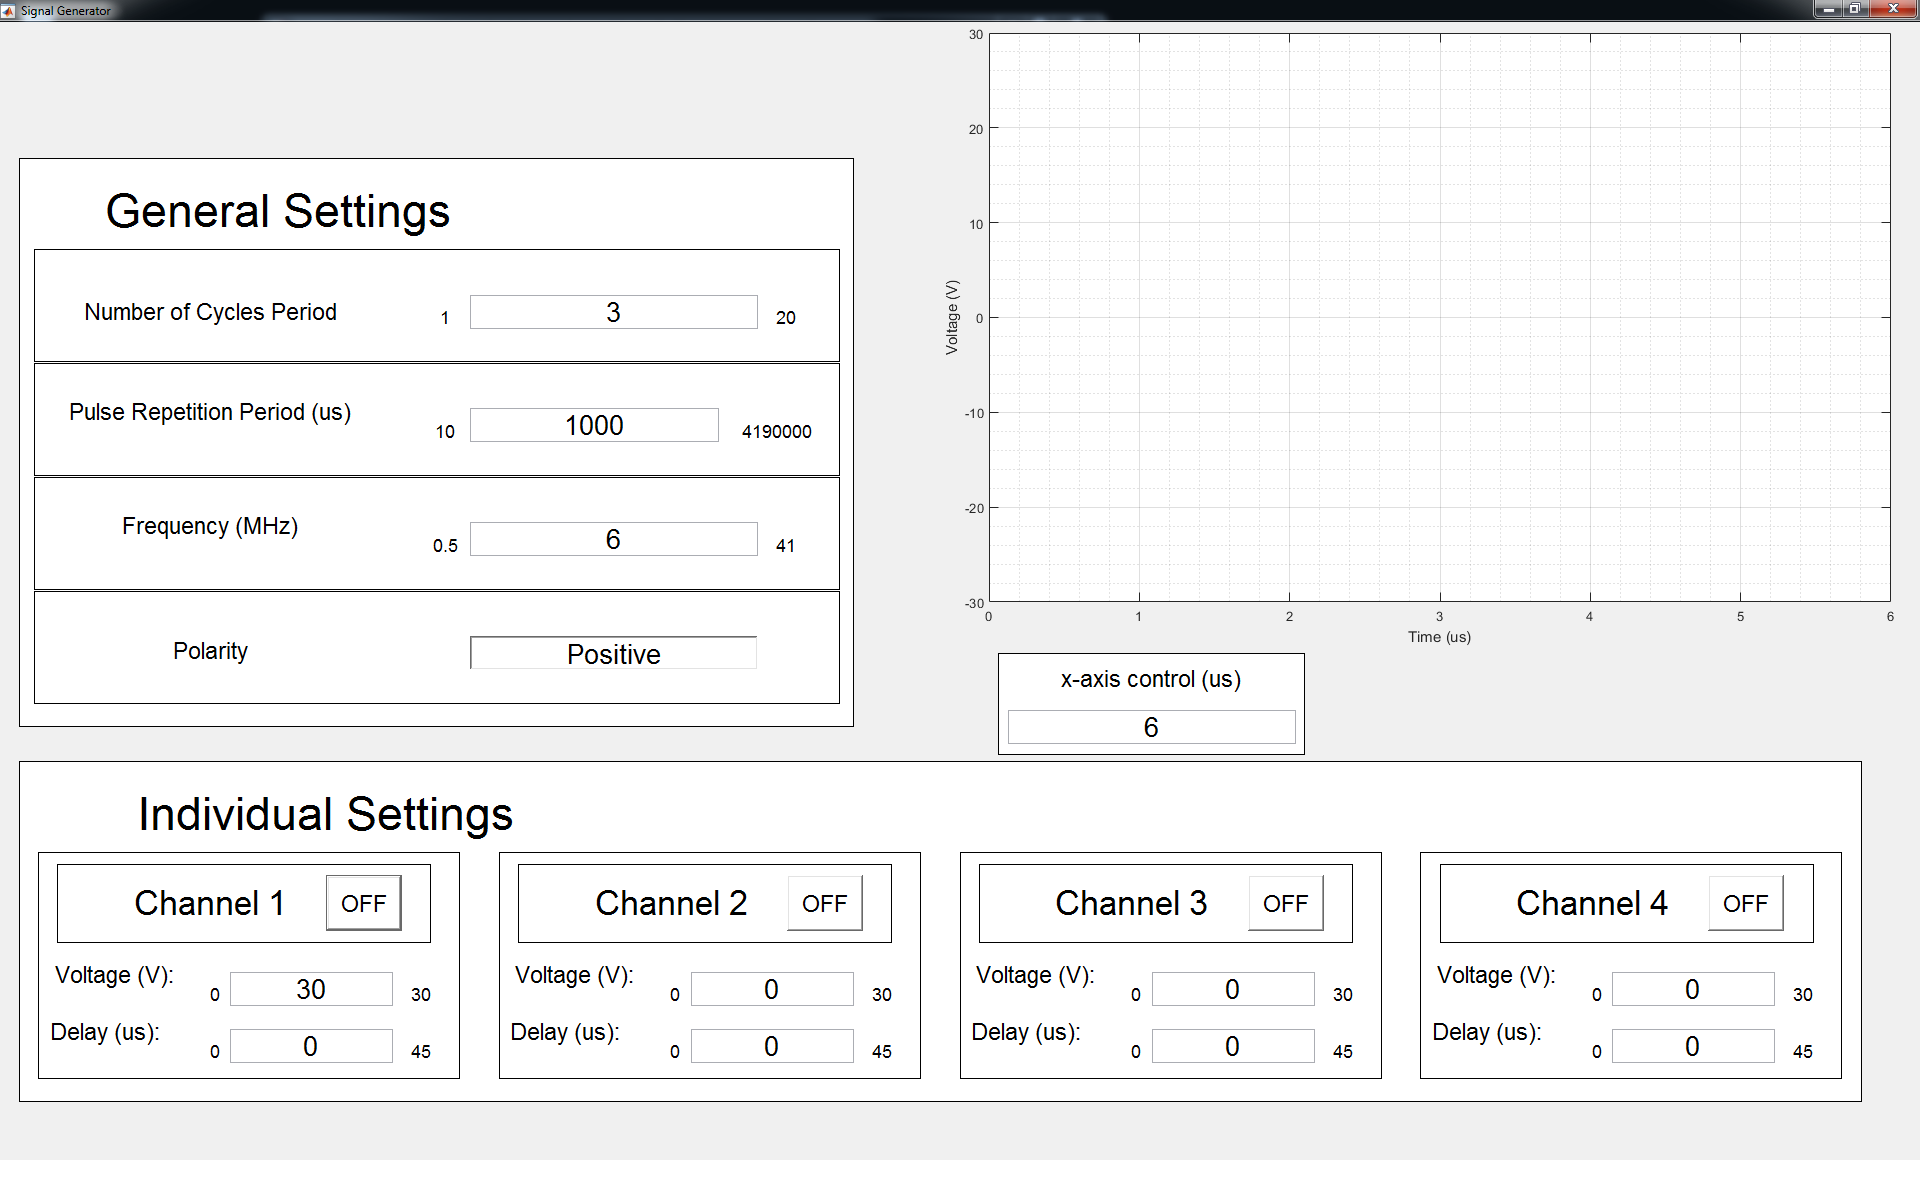 Signal Generator
General Settings
Number of Cycles Period 1 3 20
Pulse Repetition Period (us) 10 1000 4190000
Frequency (MHz) 0.5 6 41
Polarity Positive
30
20
10
0
-10
-20
-30
Voltage (V)
0 1 2 3 4 5 6
Time (us)
x-axis control (us)
6
Individual Settings
Channel 1 OFF
Voltage (V): 0 30 30
Delay (us): 0 0 45
Channel 2 OFF
Voltage (V): 0 0 30
Delay (us): 0 0 45
Channel 3 OFF
Voltage (V): 0 0 30
Delay (us): 0 0 45
Channel 4 OFF
Voltage (V): 0 0 30
Delay (us): 0 0 45